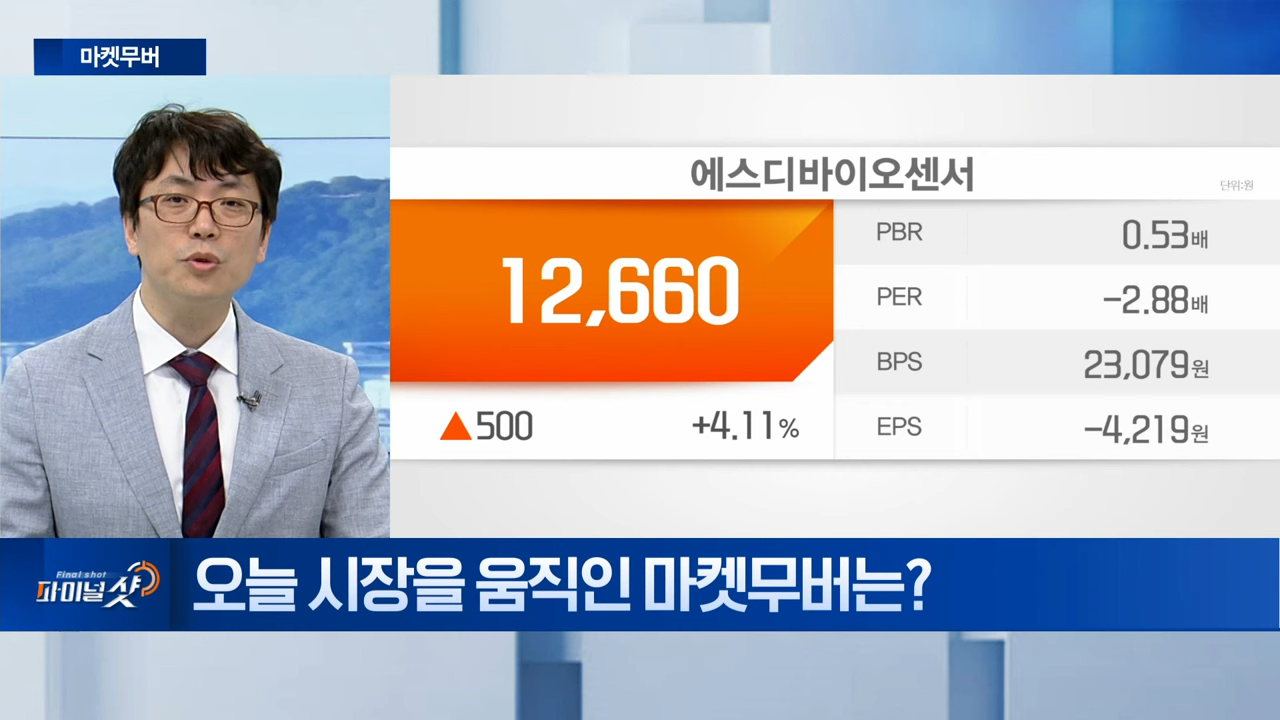 마켓무버
에스디바이오센서
단위:원
12,660
▲500 +4.11%
PBR 0.53배
PER -2.88배
BPS 23,079원
EPS -4,219원
Final shot
파이널샷
오늘 시장을 움직인 마켓무버는?